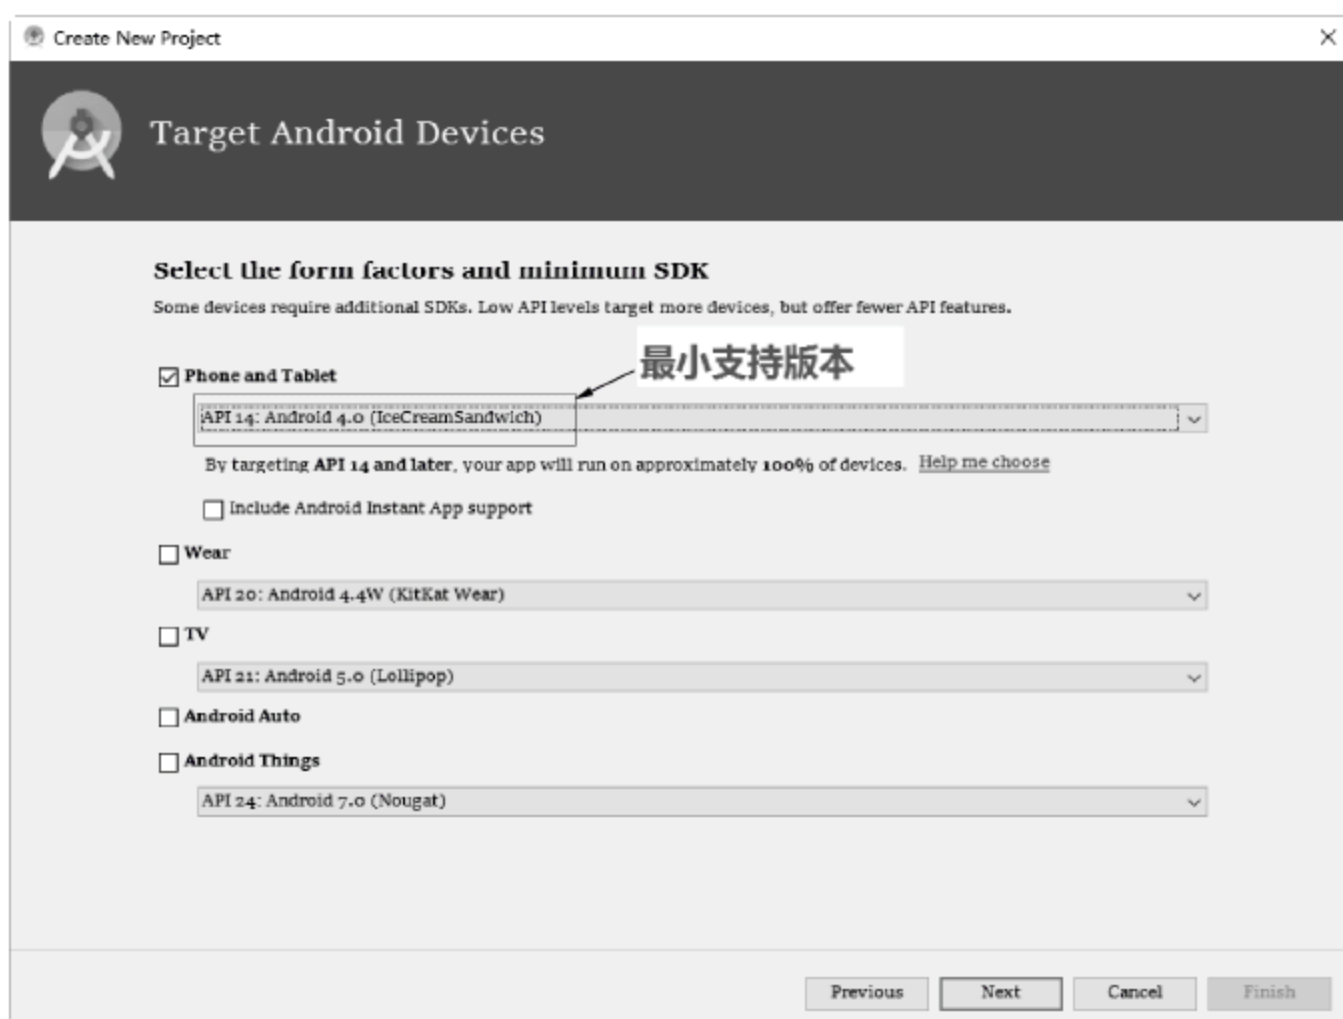 Create New Project
Target Android Devices
Select the form factors and minimum SDK
Some devices require additional SDKs. Low API levels target more devices, but offer fewer API features.
最小支持版本
Phone and Tablet
API 14: Android 4.0 (IceCreamSandwich)
By targeting API 14 and later, your app will run on approximately 100% of devices. Help me choose
Include Android Instant App support
Wear
API 20: Android 4.4W (KitKat Wear)
TV
API 21: Android 5.0 (Lollipop)
Android Auto
Android Things
API 24: Android 7.0 (Nougat)
Previous Next Cancel Finish